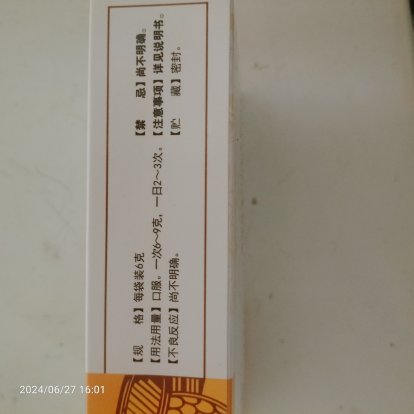 【规　　格】每袋装6克
【用法用量】口服。一次6～9克，一日2～3次。
【不良反应】尚不明确。
【禁　　忌】尚不明确。
【注意事项】详见说明书。
【贮　　藏】密封。
2024/06/27 16:01